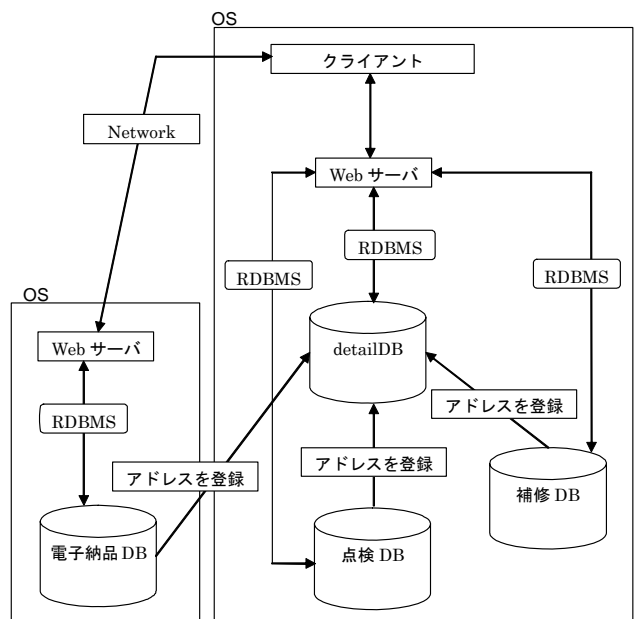 OS
クライアント
Network
Web サーバ
RDBMS
RDBMS
RDBMS
OS
Web サーバ
detailDB
RDBMS
アドレスを登録
アドレスを登録
アドレスを登録
補修 DB
電子納品 DB
点検 DB